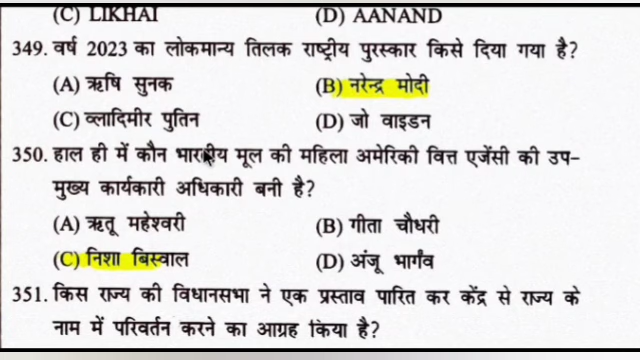 (C) LIKHAI (D) AANAND
349. वर्ष 2023 का लोकमान्य तिलक राष्ट्रीय पुरस्कार किसे दिया गया है?
(A) ऋषि सुनक (B) नरेन्द्र मोदी
(C) व्लादिमीर पुतिन (D) जो वाइडन
350. हाल ही में कौन भारतीय मूल की महिला अमेरिकी वित्त एजेंसी की उप-
मुख्य कार्यकारी अधिकारी बनी है?
(A) ऋतू महेश्वरी (B) गीता चौधरी
(C) निशा बिस्वाल (D) अंजू भार्गव
351. किस राज्य की विधानसभा ने एक प्रस्ताव पारित कर केंद्र से राज्य के
नाम में परिवर्तन करने का आग्रह किया है?